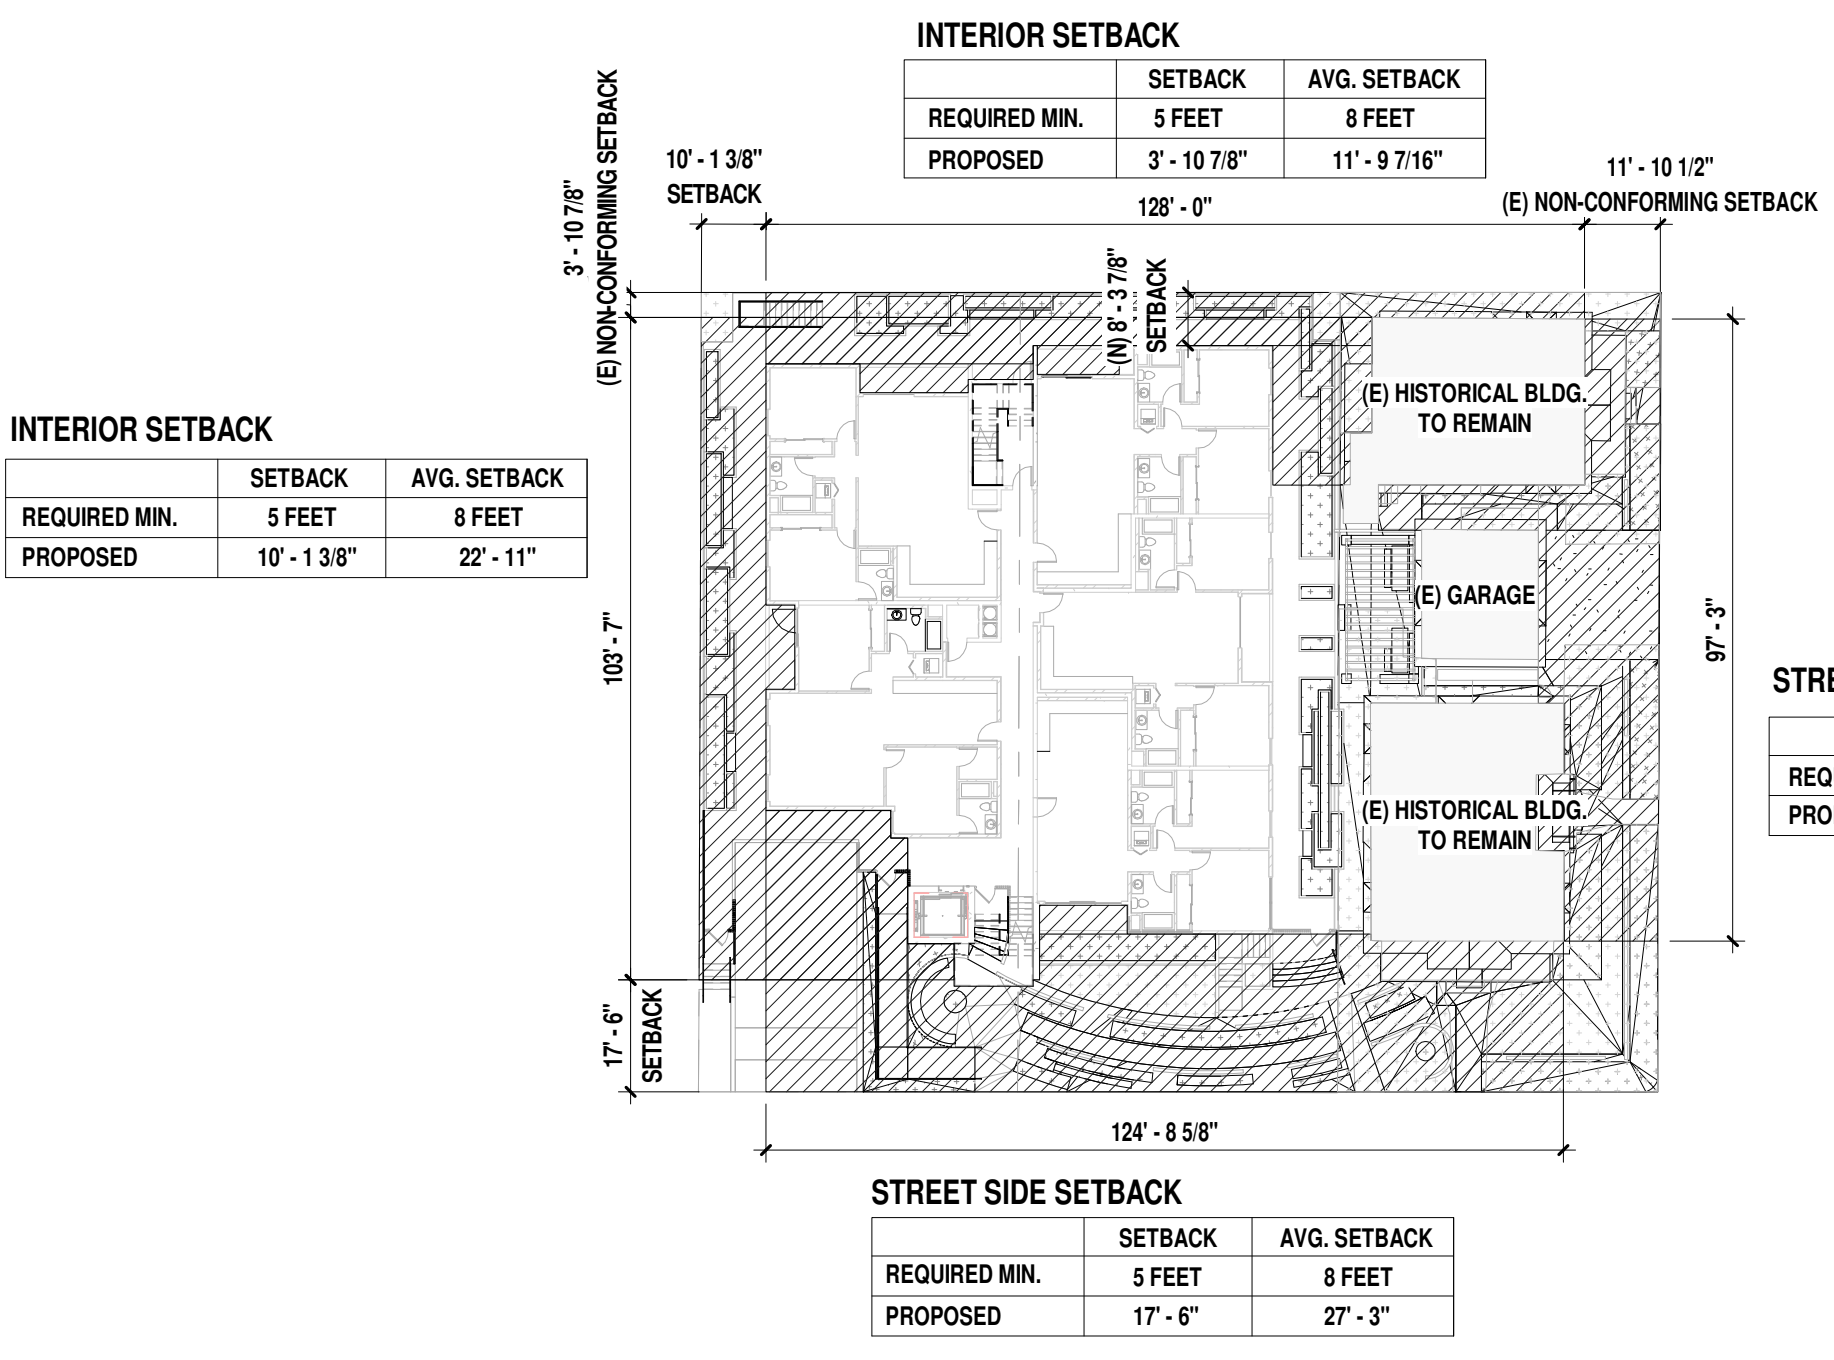 INTERIOR SETBACK
SETBACK AVG. SETBACK
REQUIRED MIN. 5 FEET 8 FEET
PROPOSED 3' - 10 7/8" 11' - 9 7/16"
3' - 10 7/8"
(E) NON-CONFORMING SETBACK
10' - 1 3/8"
SETBACK
128' - 0"
11' - 10 1/2"
(E) NON-CONFORMING SETBACK
(N) 8' - 3 7/8"
SETBACK
(E) HISTORICAL BLDG.
TO REMAIN
INTERIOR SETBACK
SETBACK AVG. SETBACK
REQUIRED MIN. 5 FEET 8 FEET
PROPOSED 10' - 1 3/8" 22' - 11"
103' - 7"
(E) GARAGE
97' - 3"
STRE
REQ
PRO
(E) HISTORICAL BLDG.
TO REMAIN
17' - 6"
SETBACK
124' - 8 5/8"
STREET SIDE SETBACK
SETBACK AVG. SETBACK
REQUIRED MIN. 5 FEET 8 FEET
PROPOSED 17' - 6" 27' - 3"